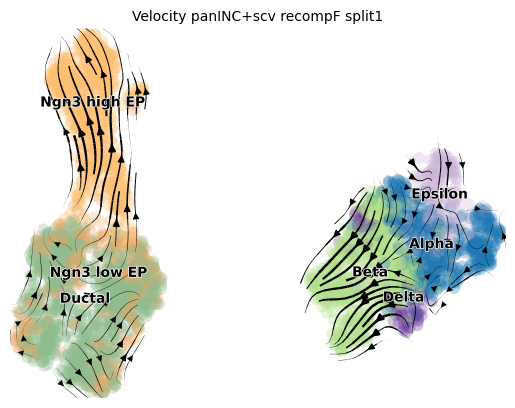 Velocity panINC+scv recompF split1
Ngn3 high EP
Epsilon
Alpha
Ngn3 low EP
Beta
Ductal
Delta